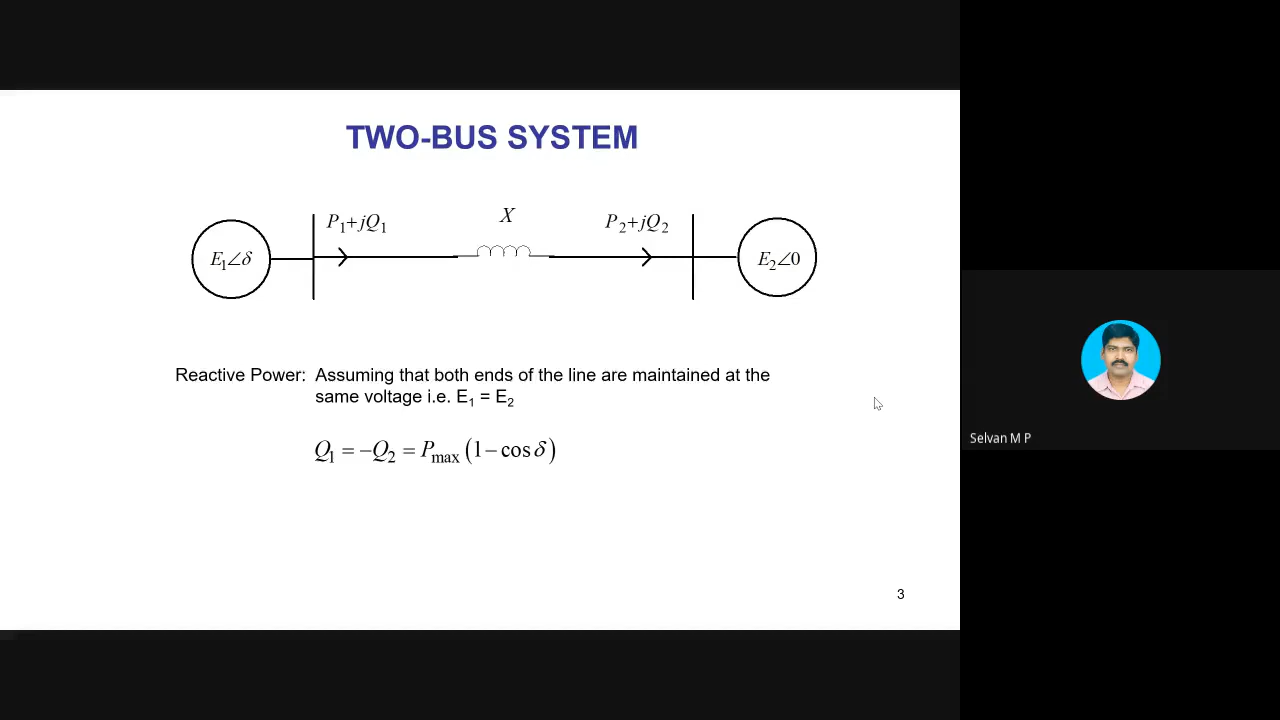 TWO-BUS SYSTEM
P₁+jQ₁
X
P₂+jQ₂
E₁∠δ
E₂∠0
Reactive Power: Assuming that both ends of the line are maintained at the
same voltage i.e. E₁ = E₂
Q₁ = −Q₂ = Pmax (1 − cos δ)
Selvan M P
3